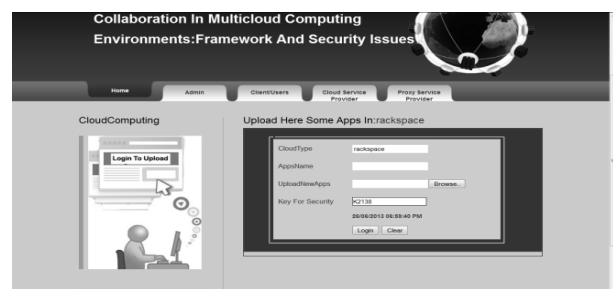 Collaboration In Multicloud Computing
Environments:Framework And Security Issues
Home
Admin
Client/Users
Cloud Service
Provider
Proxy Service
Provider
CloudComputing
Login To Upload
Upload Here Some Apps In:rackspace
CloudType rackspace
AppsName
UploadNewApps Browse..
Key For Security K2138
26/06/2013 06:58:40 PM
Login Clear